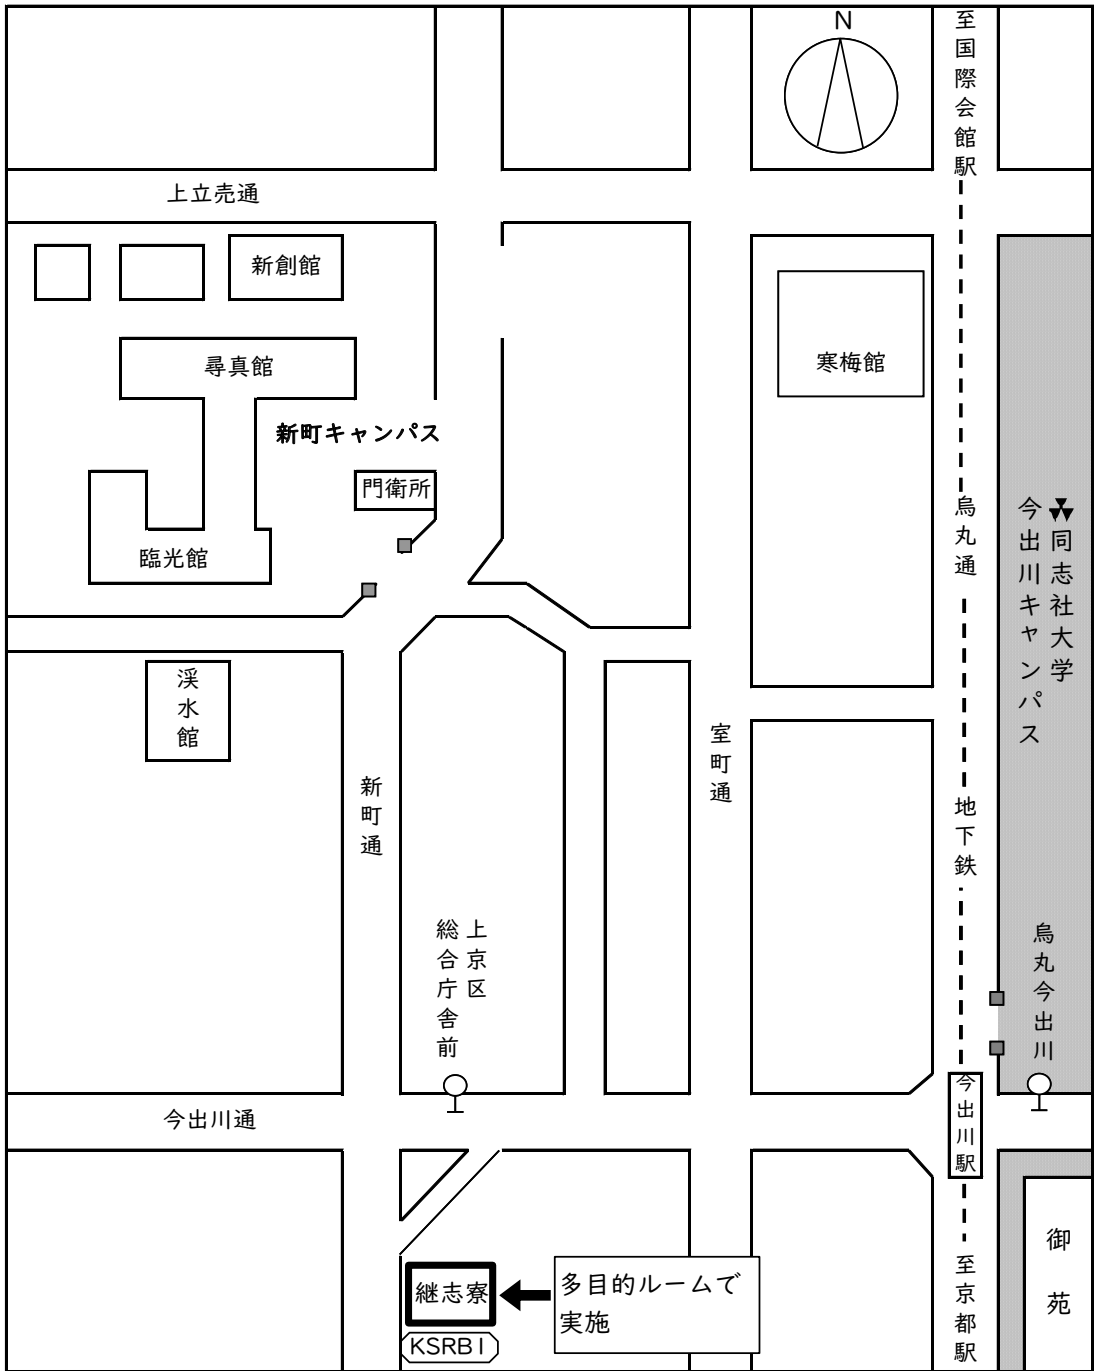 N
至国際会館駅
上立売通
新創館
尋真館
寒梅館
新町キャンパス
門衛所
臨光館
烏丸通
同志社大学
今出川キャンパス
渓水館
室町通
新町通
地下鉄
上京区
総合庁舎前
烏丸今出川
今出川通
今出川駅
御苑
継志寮
多目的ルームで
実施
KSRBI
至京都駅